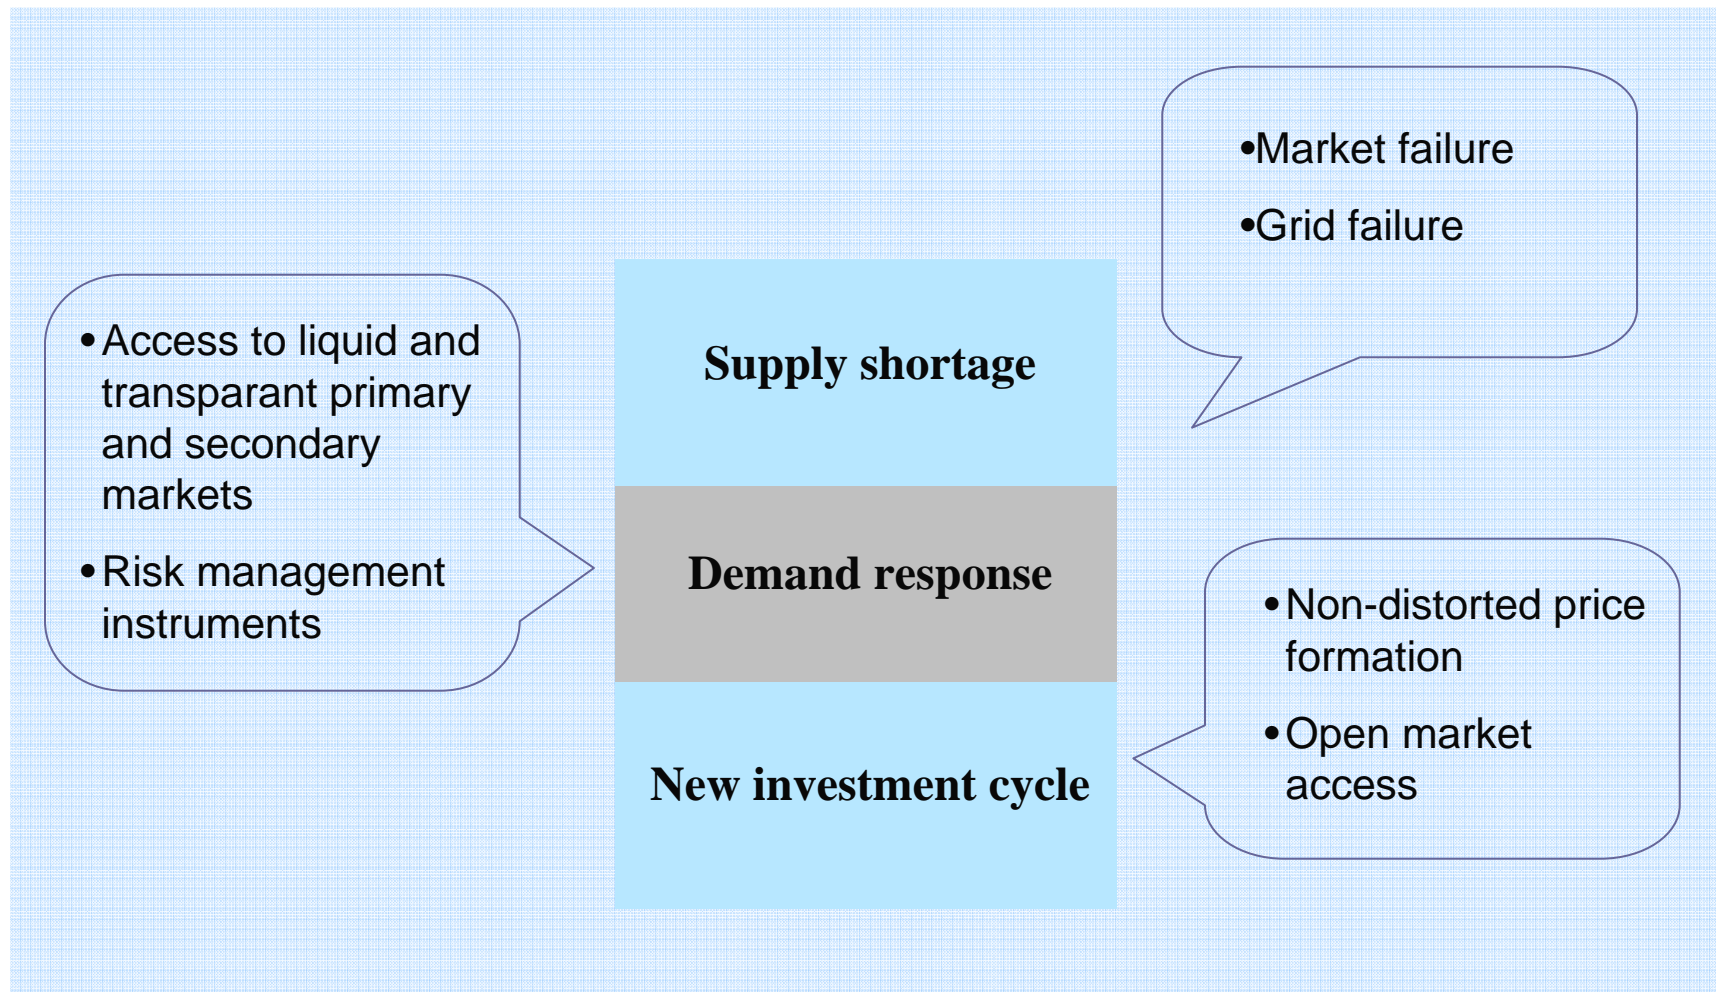 •Market failure
•Grid failure
•Access to liquid and
transparant primary
and secondary
markets
•Risk management
instruments
Supply shortage
Demand response
New investment cycle
•Non-distorted price
formation
•Open market
access